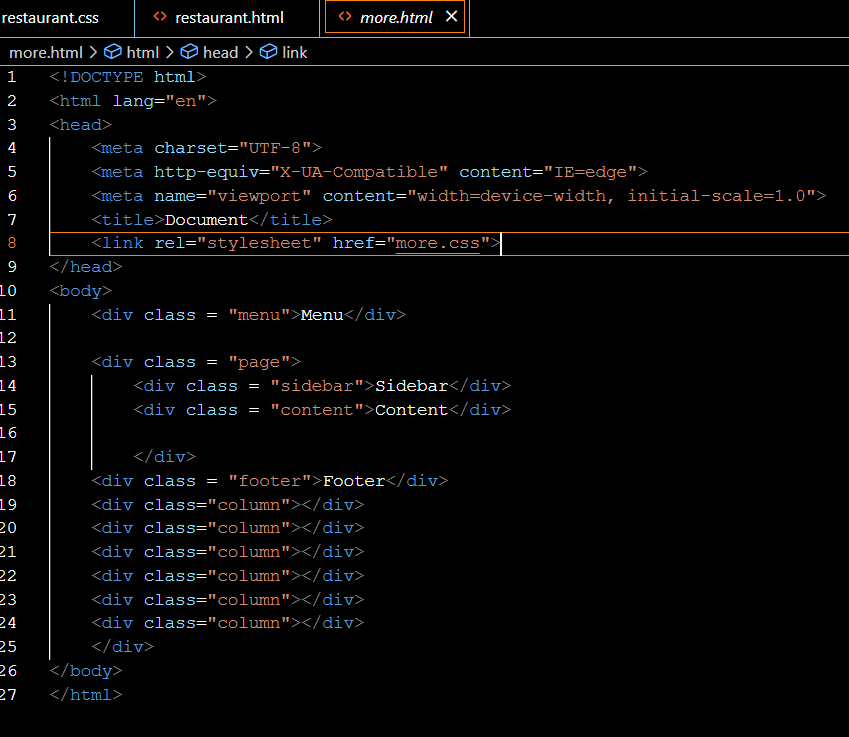 restaurant.css restaurant.html more.html
more.html > html > head > link
1 <!DOCTYPE html>
2 <html lang="en">
3 <head>
4     <meta charset="UTF-8">
5     <meta http-equiv="X-UA-Compatible" content="IE=edge">
6     <meta name="viewport" content="width=device-width, initial-scale=1.0">
7     <title>Document</title>
8     <link rel="stylesheet" href="more.css">
9 </head>
10 <body>
11     <div class = "menu">Menu</div>
12
13     <div class = "page">
14         <div class = "sidebar">Sidebar</div>
15         <div class = "content">Content</div>
16
17         </div>
18     <div class = "footer">Footer</div>
19     <div class="column"></div>
20     <div class="column"></div>
21     <div class="column"></div>
22     <div class="column"></div>
23     <div class="column"></div>
24     <div class="column"></div>
25     </div>
26 </body>
27 </html>